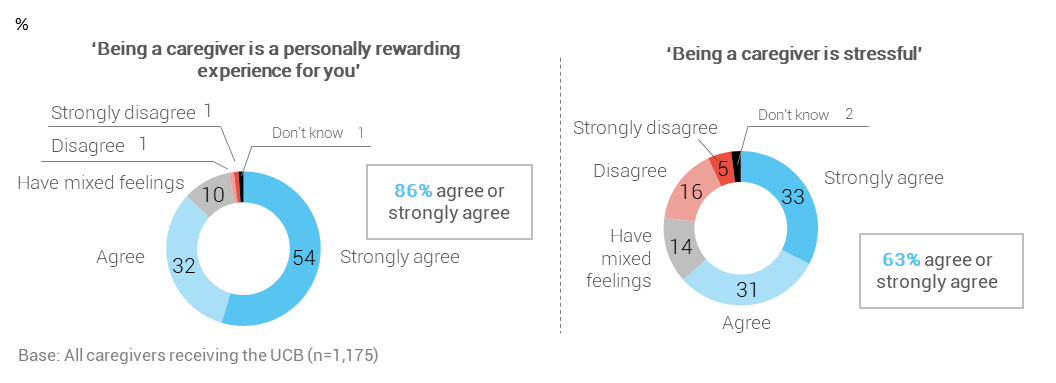 %
‘Being a caregiver is a personally rewarding
experience for you’
Strongly disagree 1
Disagree 1
Don't know 1
Have mixed feelings
10
86% agree or
strongly agree
Agree
32
54
Strongly agree
‘Being a caregiver is stressful’
Don't know 2
Strongly disagree
5
Disagree
16
33
Strongly agree
Have
mixed
feelings
14
63% agree or
strongly agree
31
Agree
Base: All caregivers receiving the UCB (n=1,175)